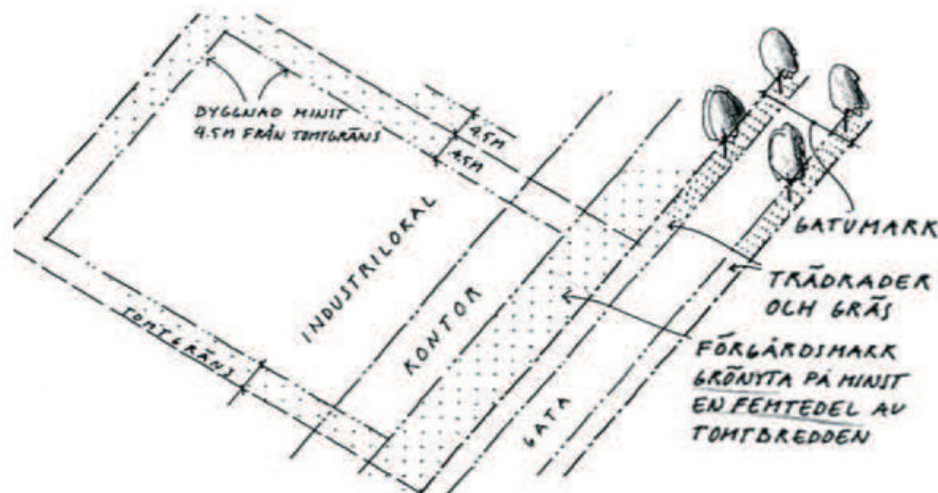 BYGGNAD MINST
4.5M FRÅN TOMTGRÄNS
4.5M
4.5M
INDUSTRILOKAL
KONTOR
TOMTGRÄNS
GATA
GATUMARK
TRÄDRADER
OCH GRÄS
FÖRGÅRDSMARK
GRÖNYTA PÅ MINST
EN FEMTEDEL AV
TOMTBREDDEN